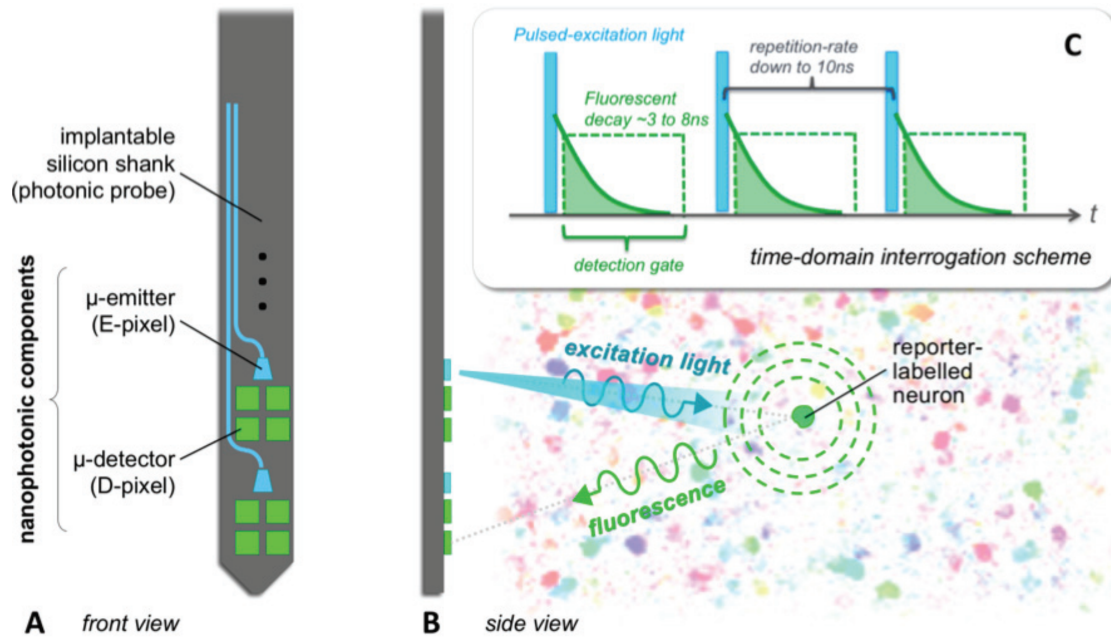 implantable
silicon shank
(photonic probe)
nanophotonic components
μ-emitter
(E-pixel)
μ-detector
(D-pixel)
A front view
B side view
C
Pulsed-excitation light
repetition-rate
down to 10ns
Fluorescent
decay ~3 to 8ns
t
detection gate
time-domain interrogation scheme
excitation light
reporter-
labelled
neuron
fluorescence